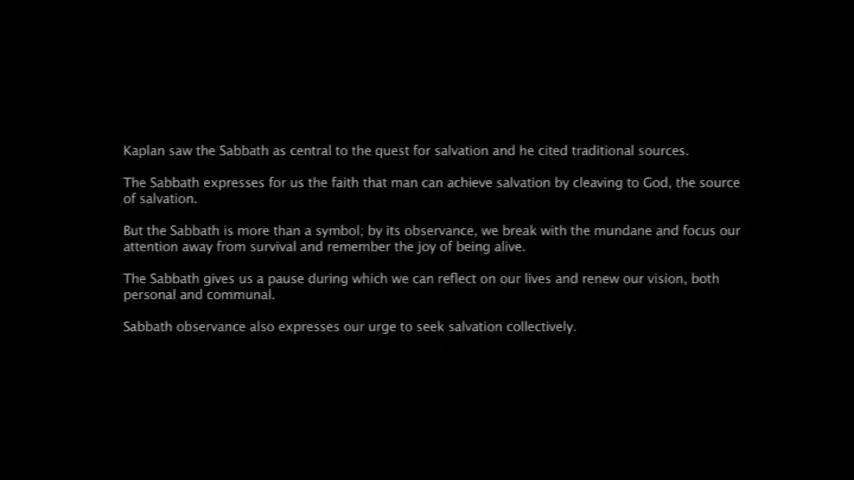 Kaplan saw the Sabbath as central to the quest for salvation and he cited traditional sources.
The Sabbath expresses for us the faith that man can achieve salvation by cleaving to God, the source
of salvation.
But the Sabbath is more than a symbol; by its observance, we break with the mundane and focus our
attention away from survival and remember the joy of being alive.
The Sabbath gives us a pause during which we can reflect on our lives and renew our vision, both
personal and communal.
Sabbath observance also expresses our urge to seek salvation collectively.